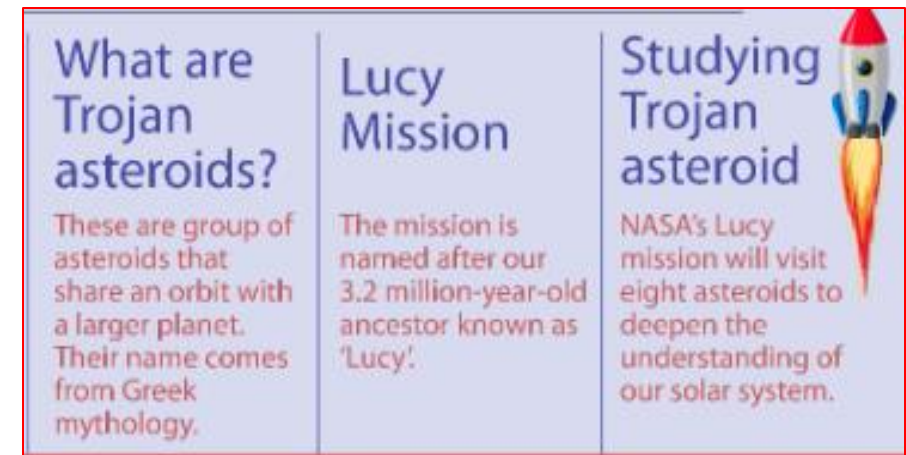 What are
Trojan
asteroids?
These are group of
asteroids that
share an orbit with
a larger planet.
Their name comes
from Greek
mythology.
Lucy
Mission
The mission is
named after our
3.2 million-year-old
ancestor known as
‘Lucy’.
Studying
Trojan
asteroid
NASA’s Lucy
mission will visit
eight asteroids to
deepen the
understanding of
our solar system.